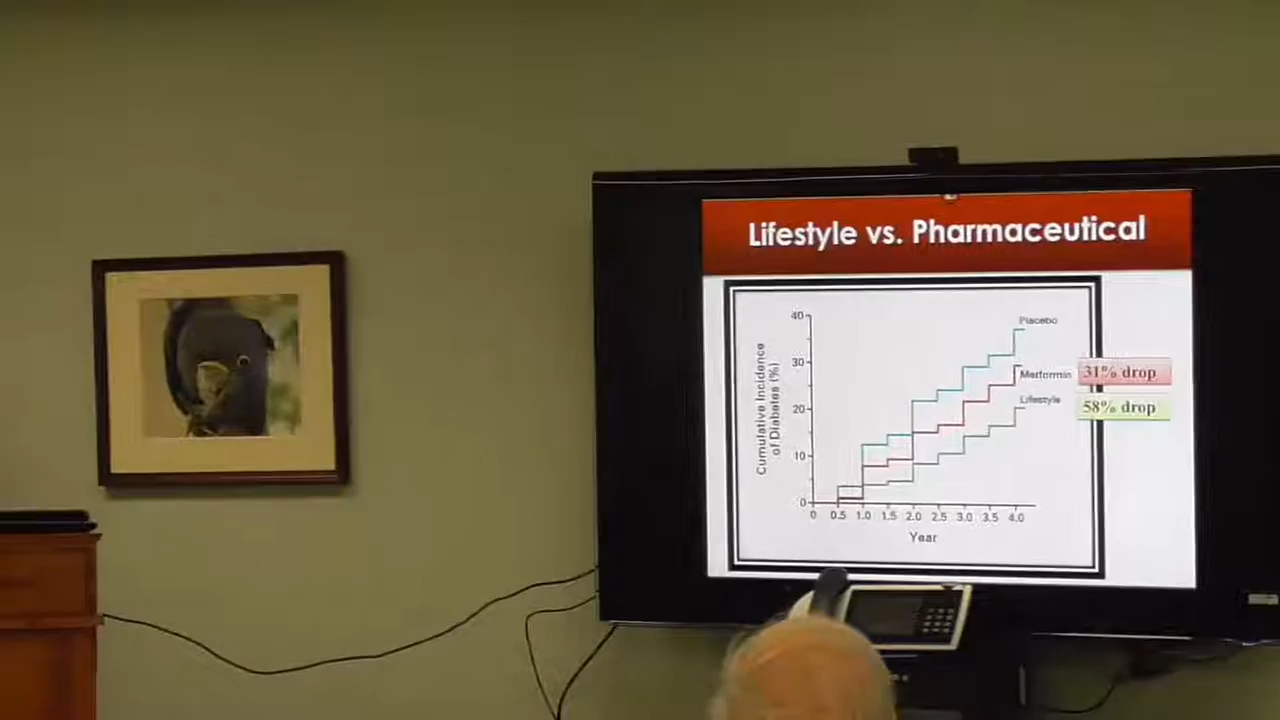 Lifestyle vs. Pharmaceutical
40
30
20
10
0
Cumulative Incidence
of Diabetes (%)
Placebo
Metformin
31% drop
Lifestyle
58% drop
0 0.5 1.0 1.5 2.0 2.5 3.0 3.5 4.0
Year